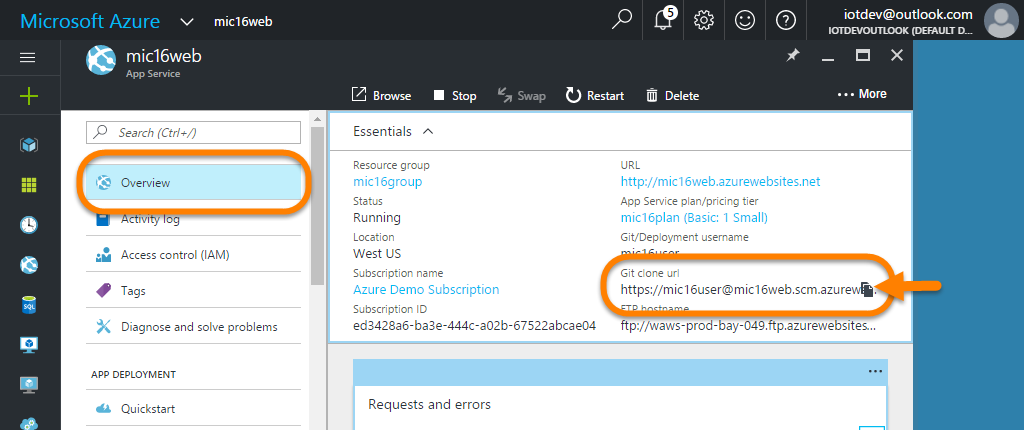 Microsoft Azure mic16web 5 iotdev@outlook.com
IOTDEVOUTLOOK (DEFAULT D...
mic16web
App Service
Browse Stop Swap Restart Delete More
Search (Ctrl+/)
Overview
Activity log
Access control (IAM)
Tags
Diagnose and solve problems
APP DEPLOYMENT
Quickstart
Essentials
Resource group
mic16group
Status
Running
Location
West US
Subscription name
Azure Demo Subscription
Subscription ID
ed3428a6-ba3e-444c-a02b-67522abcae04
URL
http://mic16web.azurewebsites.net
App Service plan/pricing tier
mic16plan (Basic: 1 Small)
Git/Deployment username
mic16user
Git clone url
https://mic16user@mic16web.scm.azurew...
FTP hostname
ftp://waws-prod-bay-049.ftp.azurewebsites...
Requests and errors